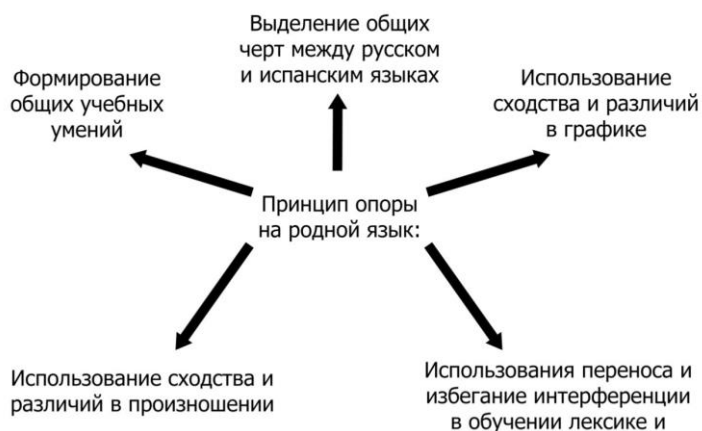 Выделение общих
черт между русском
и испанским языках
Формирование
общих учебных
умений
Использование
сходства и различий
в графике
Принцип опоры
на родной язык:
Использование сходства и
различий в произношении
Использования переноса и
избегание интерференции
в обучении лексике и